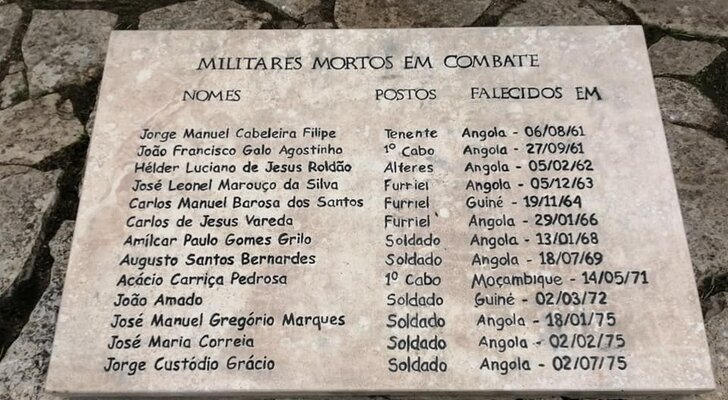 MILITARES MORTOS EM COMBATE
NOMES POSTOS FALECIDOS EM
Jorge Manuel Cabeleira Filipe Tenente Angola - 06/08/61
João Francisco Galo Agostinho 1º Cabo Angola - 27/09/61
Hélder Luciano de Jesus Roldão Alferes Angola - 05/02/62
José Leonel Marouço da Silva Furriel Angola - 05/12/63
Carlos Manuel Barosa dos Santos Furriel Guiné - 19/11/64
Carlos de Jesus Vareda Furriel Angola - 29/01/66
Amílcar Paulo Gomes Grilo Soldado Angola - 13/01/68
Augusto Santos Bernardes Soldado Angola - 18/07/69
Acácio Carriça Pedrosa 1º Cabo Moçambique - 14/05/71
João Amado Soldado Guiné - 02/03/72
José Manuel Gregório Marques Soldado Angola - 18/01/75
José Maria Correia Soldado Angola - 02/02/75
Jorge Custódio Grácio Soldado Angola - 02/07/75